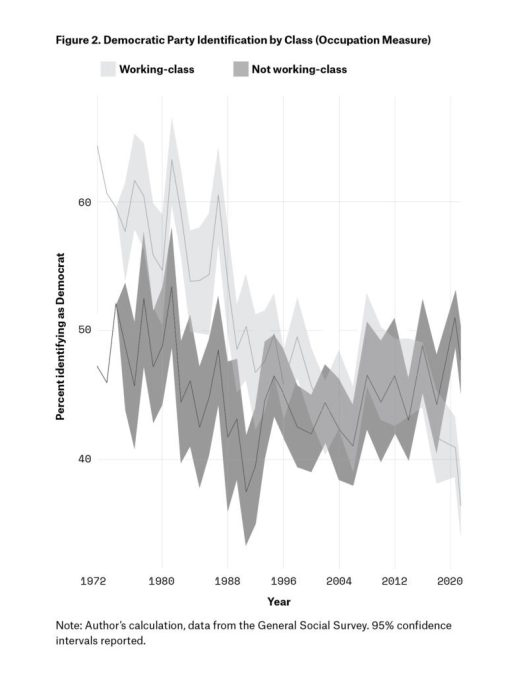 Figure 2. Democratic Party Identification by Class (Occupation Measure)
Working-class
Not working-class
Percent identifying as Democrat
60
50
40
1972
1980
1988
1996
2004
2012
2020
Year
Note: Author's calculation, data from the General Social Survey. 95% confidence
intervals reported.